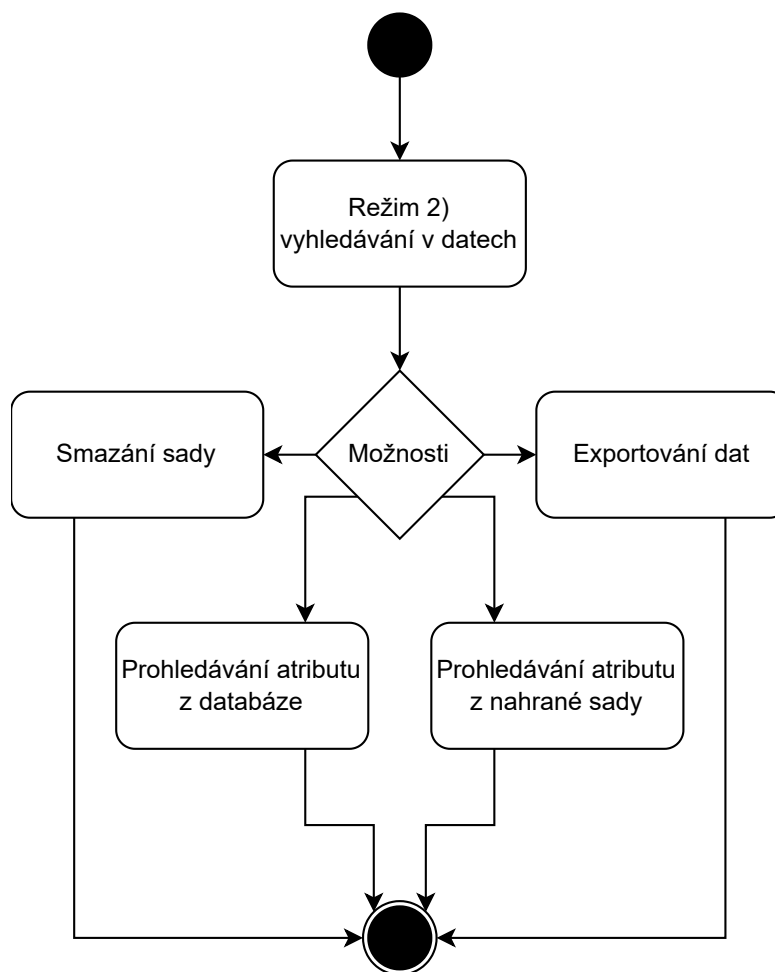 Režim 2)
vyhledávání v datech
Smazání sady
Možnosti
Exportování dat
Prohledávání atributu
z databáze
Prohledávání atributu
z nahrané sady